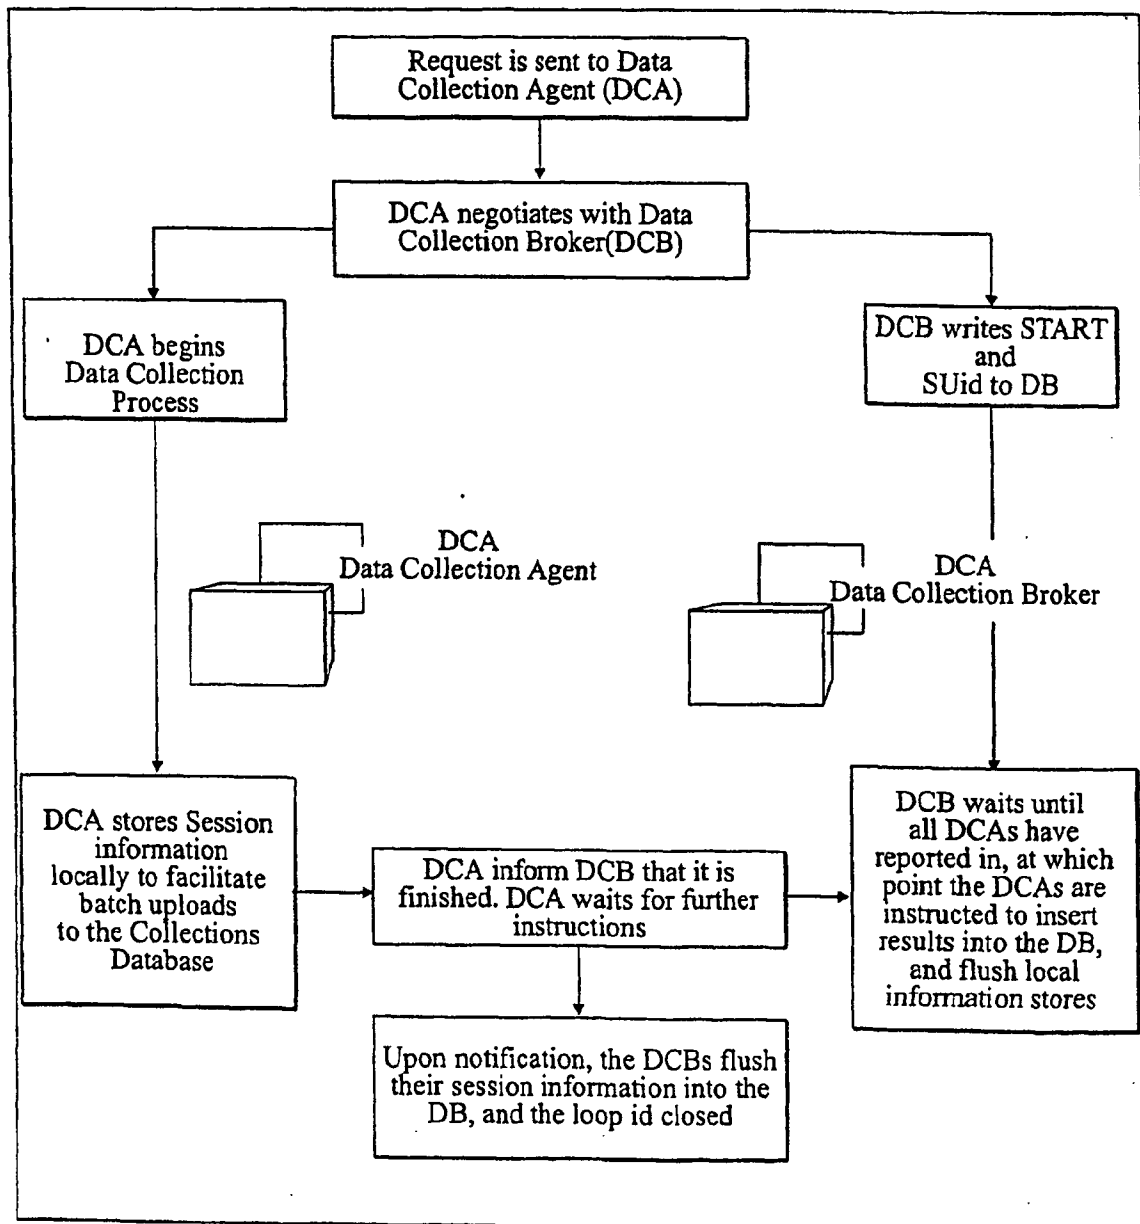 Request is sent to Data
Collection Agent (DCA)
DCA negotiates with Data
Collection Broker(DCB)
DCA begins
Data Collection
Process
DCB writes START
and
SUid to DB
DCA
Data Collection Agent
DCA
Data Collection Broker
DCA stores Session
information
locally to facilitate
batch uploads
to the Collections
Database
DCA inform DCB that it is
finished. DCA waits for further
instructions
DCB waits until
all DCAs have
reported in, at which
point the DCAs are
instructed to insert
results into the DB,
and flush local
information stores
Upon notification, the DCBs flush
their session information into the
DB, and the loop id closed